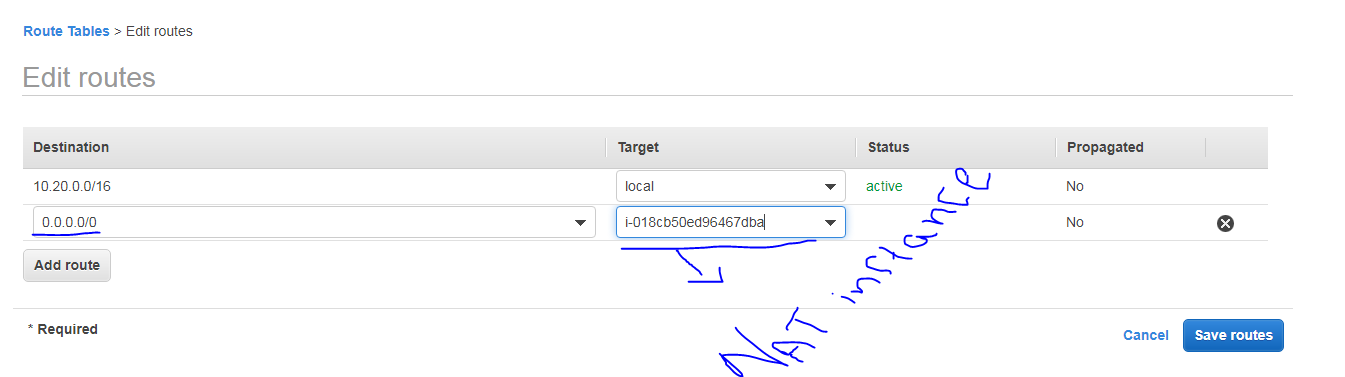 Route Tables > Edit routes
Edit routes
Destination Target Status Propagated
10.20.0.0/16 local active No
0.0.0.0/0 i-018cb50ed96467dba No
Add route
* Required
Cancel Save routes
NAT instance